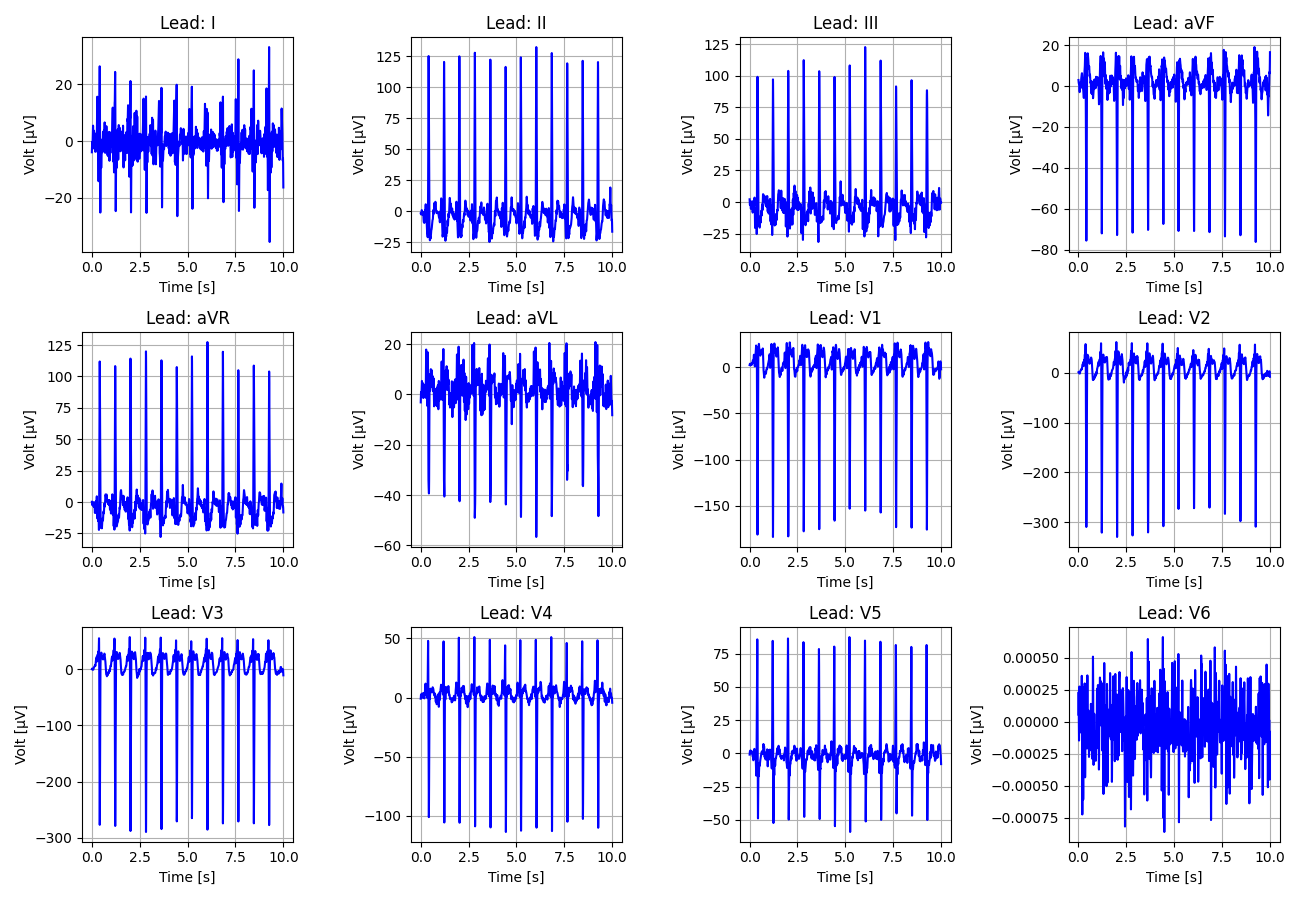 Lead: I
Lead: II
Lead: III
Lead: aVF
20
0
−20
Volt [µV]
0.0 2.5 5.0 7.5 10.0
Time [s]
125
100
75
50
25
0
−25
Volt [µV]
0.0 2.5 5.0 7.5 10.0
Time [s]
125
100
75
50
25
0
−25
Volt [µV]
0.0 2.5 5.0 7.5 10.0
Time [s]
20
0
−20
−40
−60
−80
Volt [µV]
0.0 2.5 5.0 7.5 10.0
Time [s]
Lead: aVR
Lead: aVL
Lead: V1
Lead: V2
125
100
75
50
25
0
−25
Volt [µV]
0.0 2.5 5.0 7.5 10.0
Time [s]
20
0
−20
−40
−60
Volt [µV]
0.0 2.5 5.0 7.5 10.0
Time [s]
0
−50
−100
−150
Volt [µV]
0.0 2.5 5.0 7.5 10.0
Time [s]
0
−100
−200
−300
Volt [µV]
0.0 2.5 5.0 7.5 10.0
Time [s]
Lead: V3
Lead: V4
Lead: V5
Lead: V6
0
−100
−200
−300
Volt [µV]
0.0 2.5 5.0 7.5 10.0
Time [s]
50
0
−50
−100
Volt [µV]
0.0 2.5 5.0 7.5 10.0
Time [s]
75
50
25
0
−25
−50
Volt [µV]
0.0 2.5 5.0 7.5 10.0
Time [s]
0.00050
0.00025
0.00000
−0.00025
−0.00050
−0.00075
Volt [µV]
0.0 2.5 5.0 7.5 10.0
Time [s]